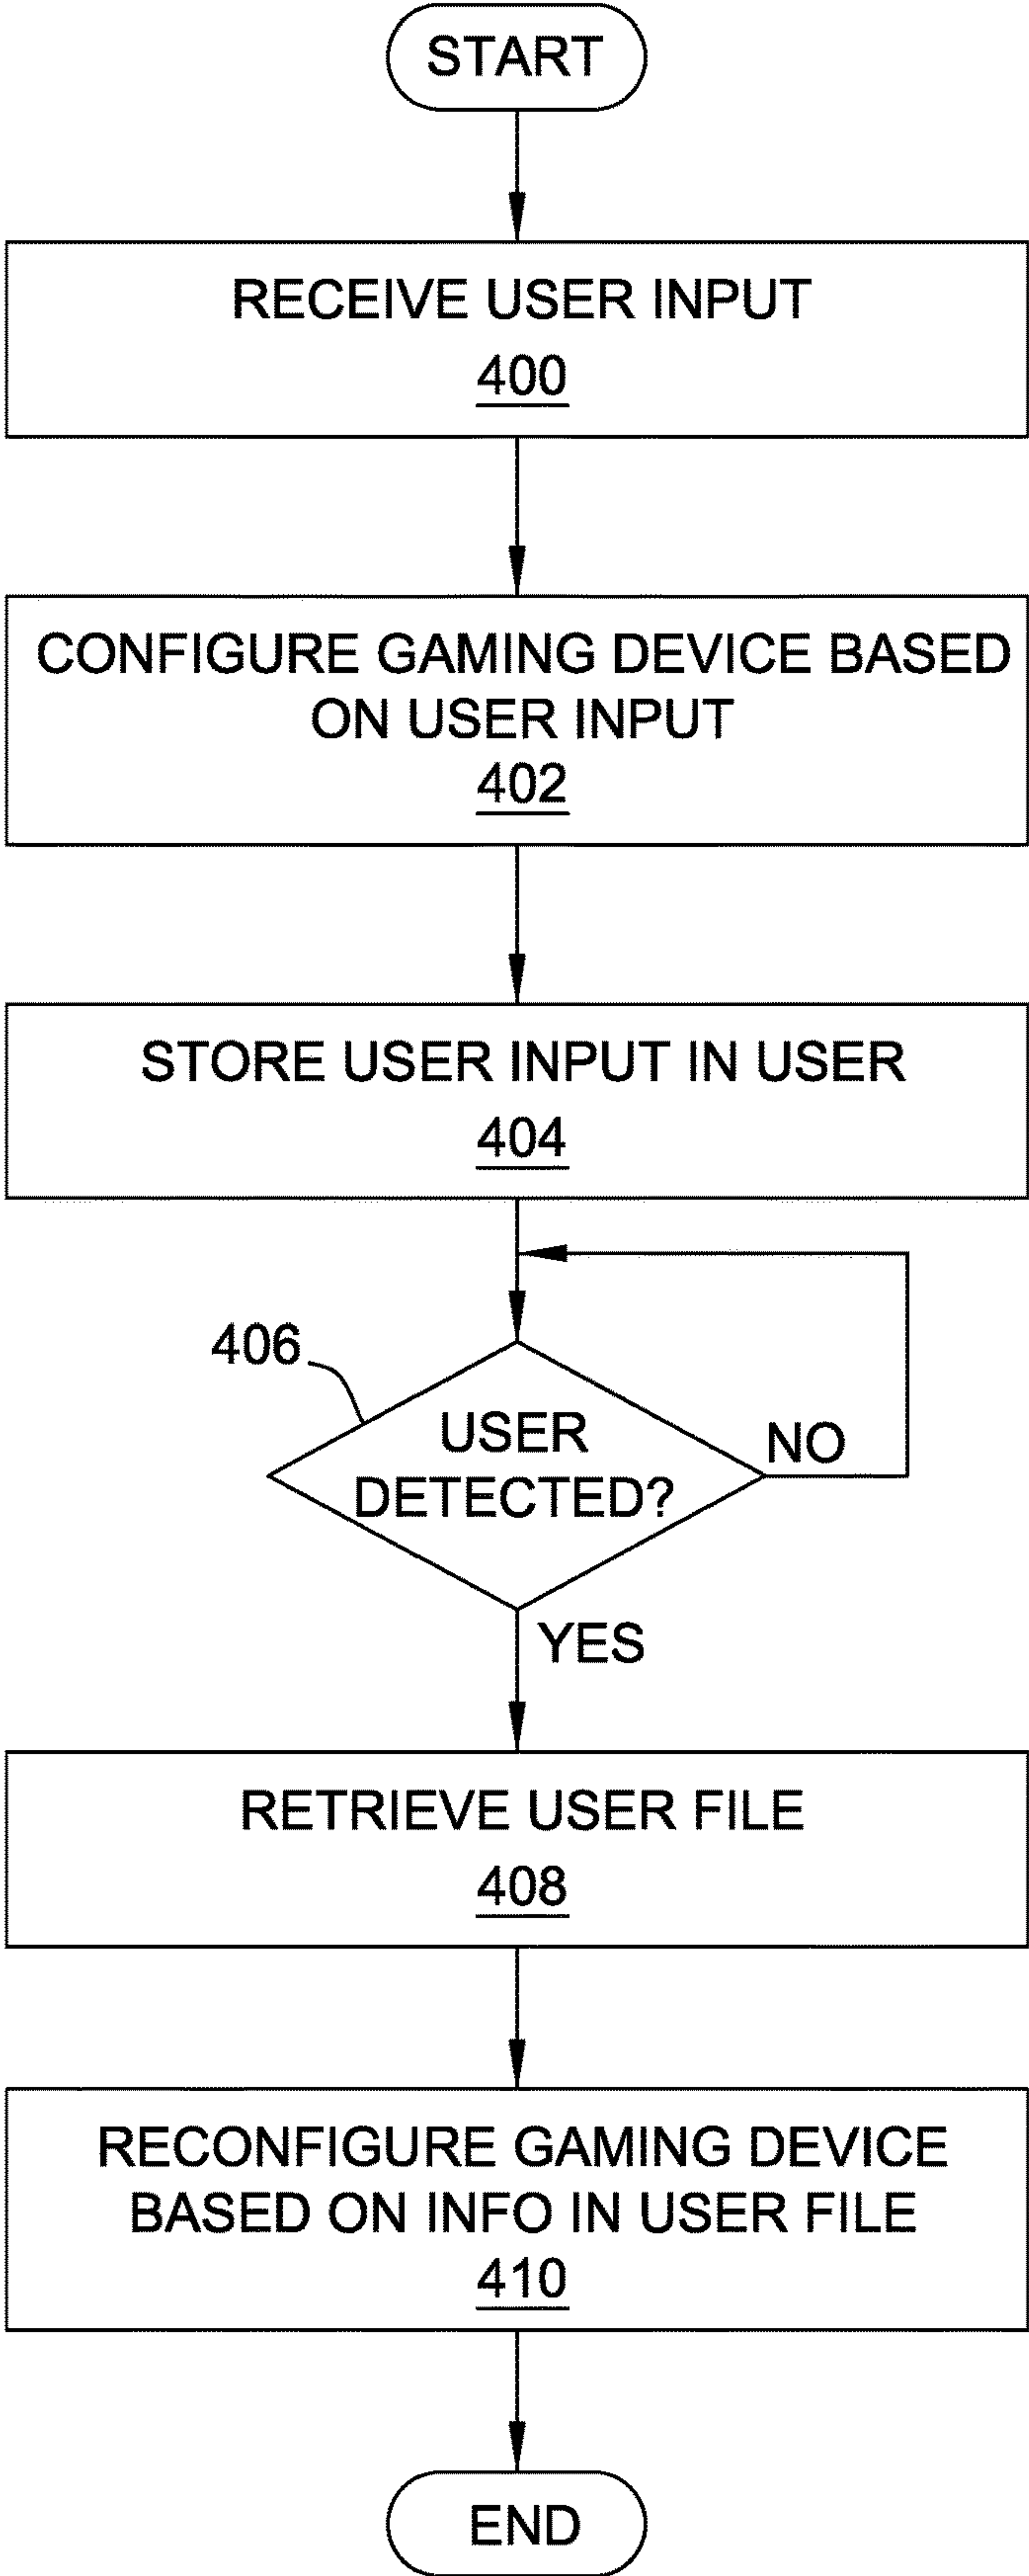 START
RECEIVE USER INPUT
400
CONFIGURE GAMING DEVICE BASED
ON USER INPUT
402
STORE USER INPUT IN USER
404
406
USER
DETECTED?
NO
YES
RETRIEVE USER FILE
408
RECONFIGURE GAMING DEVICE
BASED ON INFO IN USER FILE
410
END